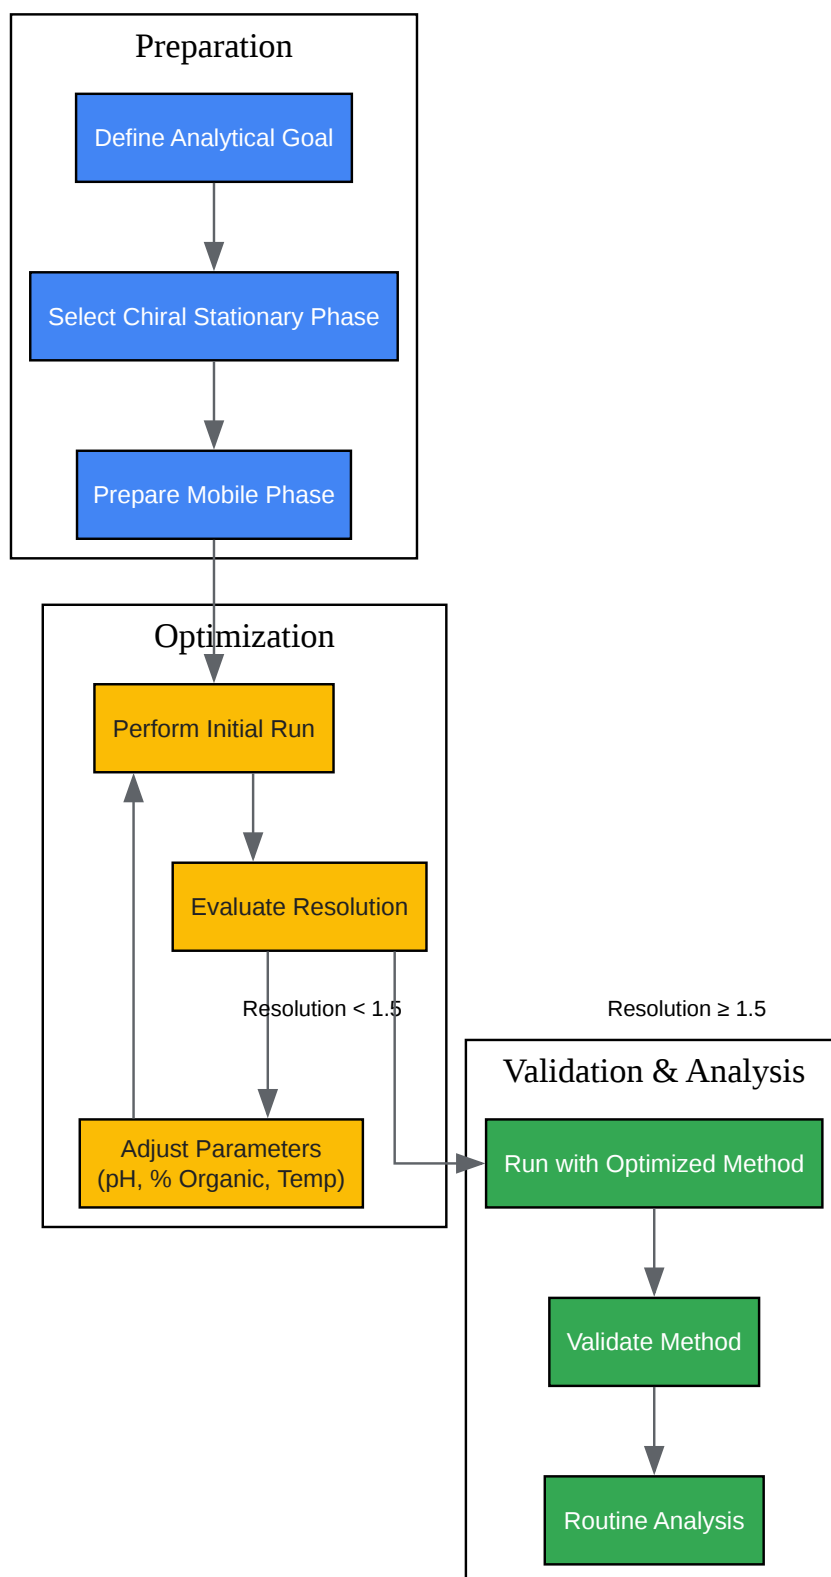 Preparation
Define Analytical Goal
Select Chiral Stationary Phase
Prepare Mobile Phase
Optimization
Perform Initial Run
Evaluate Resolution
Resolution < 1.5
Resolution ≥ 1.5
Adjust Parameters
(pH, % Organic, Temp)
Validation & Analysis
Run with Optimized Method
Validate Method
Routine Analysis